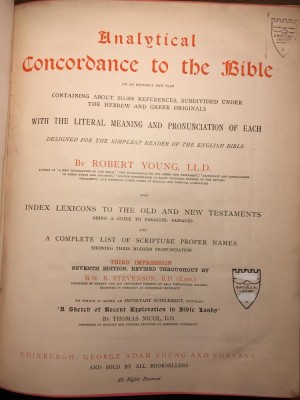 Analytical
Concordance to the Bible
ON AN ENTIRELY NEW PLAN
CONTAINING ABOUT 311,000 REFERENCES, SUBDIVIDED UNDER
THE HEBREW AND GREEK ORIGINALS
WITH THE LITERAL MEANING AND PRONUNCIATION OF EACH
DESIGNED FOR THE SIMPLEST READER OF THE ENGLISH BIBLE
By ROBERT YOUNG, LL.D.
ALSO
INDEX LEXICONS TO THE OLD AND NEW TESTAMENTS
BEING A GUIDE TO PARALLEL PASSAGES
AND
A COMPLETE LIST OF SCRIPTURE PROPER NAMES
SHOWING THEIR MODERN PRONUNCIATION
THIRD IMPRESSION
SEVENTH EDITION, REVISED THROUGHOUT BY
WM. B. STEVENSON, B.D. (EDIN.)
TO WHICH IS ADDED AN IMPORTANT SUPPLEMENT, ENTITLED
"A Sketch of Recent Exploration in Bible Lands"
By THOMAS NICOL, D.D.
EDINBURGH: GEORGE ADAM YOUNG AND COMPANY
AND SOLD BY ALL BOOKSELLERS
All Rights Reserved